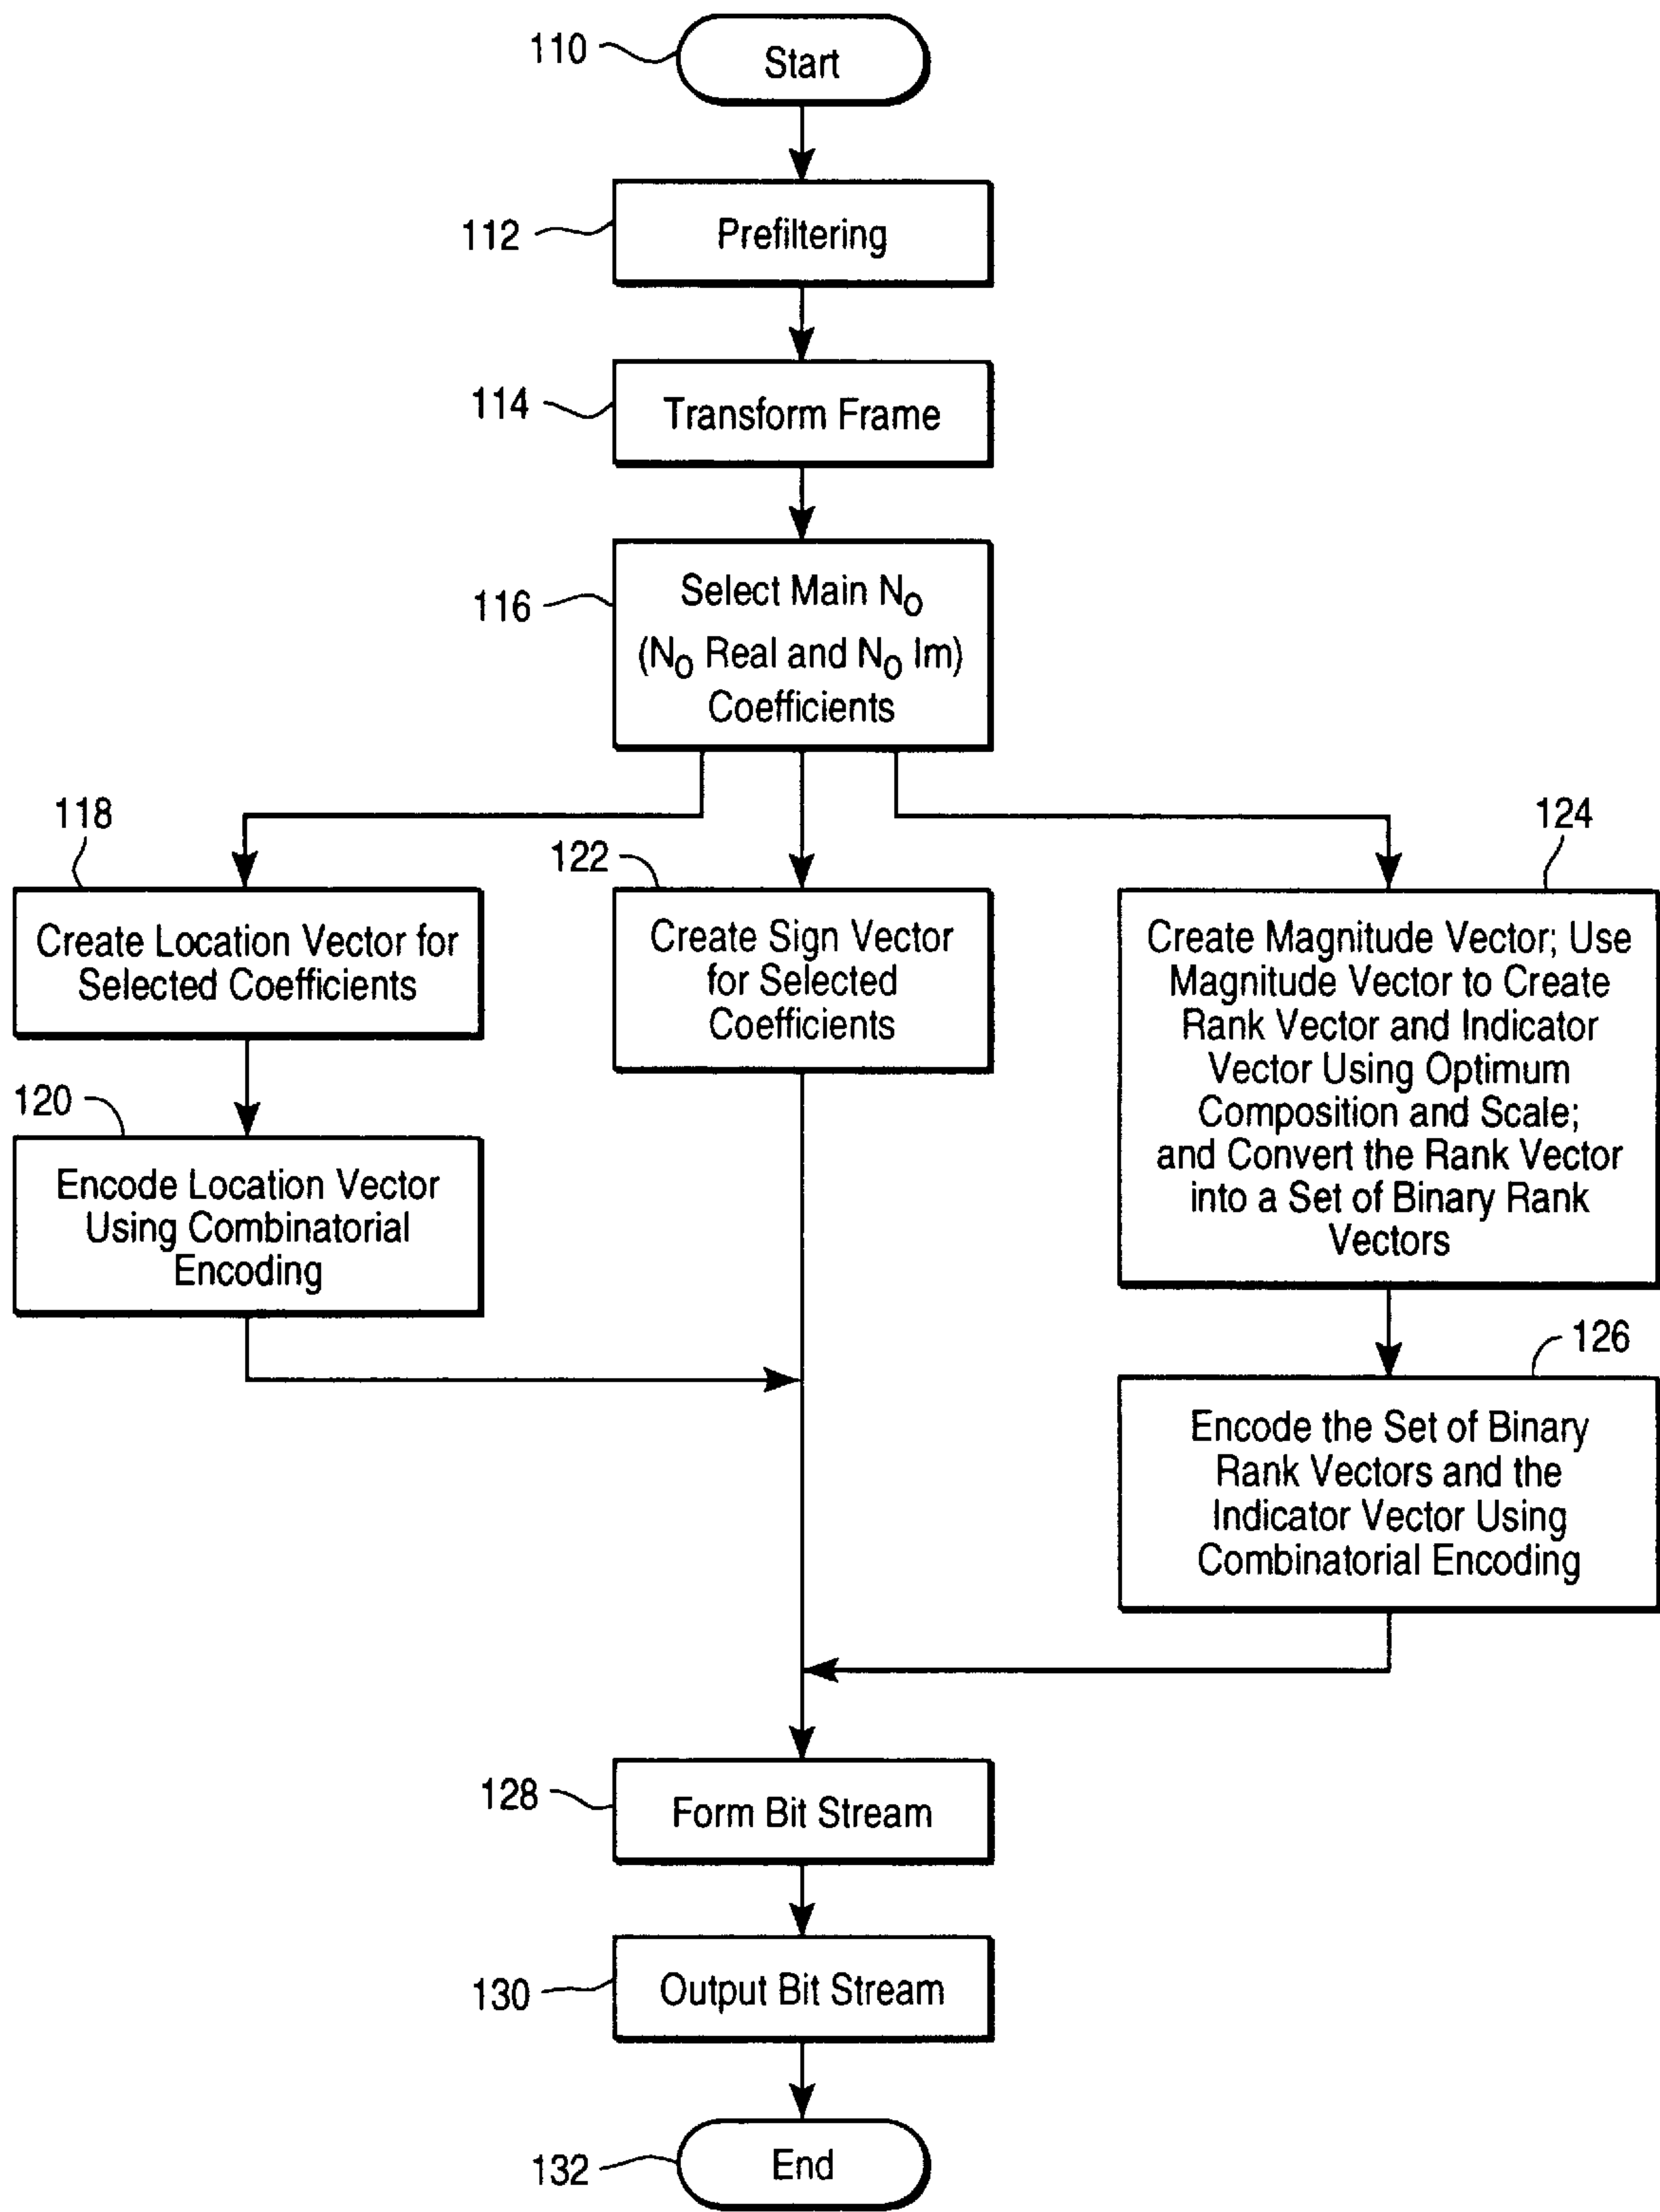 110
Start
112
Prefiltering
114
Transform Frame
116
Select Main N₀
(N₀ Real and N₀ Im)
Coefficients
118
Create Location Vector for
Selected Coefficients
120
Encode Location Vector
Using Combinatorial
Encoding
122
Create Sign Vector
for Selected
Coefficients
124
Create Magnitude Vector; Use
Magnitude Vector to Create
Rank Vector and Indicator
Vector Using Optimum
Composition and Scale;
and Convert the Rank Vector
into a Set of Binary Rank
Vectors
126
Encode the Set of Binary
Rank Vectors and the
Indicator Vector Using
Combinatorial Encoding
128
Form Bit Stream
130
Output Bit Stream
132
End